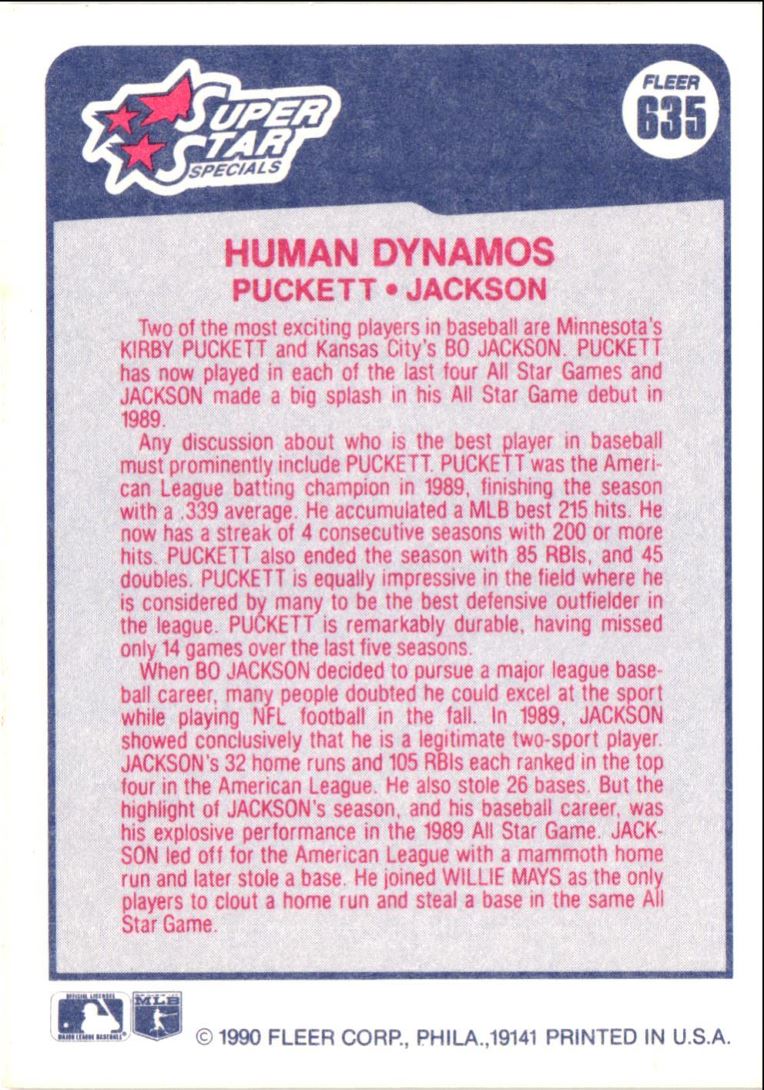 SUPER
STAR
SPECIALS
FLEER
635
HUMAN DYNAMOS
PUCKETT • JACKSON
Two of the most exciting players in baseball are Minnesota's
KIRBY PUCKETT and Kansas City's BO JACKSON. PUCKETT
has now played in each of the last four All Star Games and
JACKSON made a big splash in his All Star Game debut in
1989.
Any discussion about who is the best player in baseball
must prominently include PUCKETT. PUCKETT was the Ameri-
can League batting champion in 1989, finishing the season
with a .339 average. He accumulated a MLB best 215 hits. He
now has a streak of 4 consecutive seasons with 200 or more
hits. PUCKETT also ended the season with 85 RBIs, and 45
doubles. PUCKETT is equally impressive in the field where he
is considered by many to be the best defensive outfielder in
the league. PUCKETT is remarkably durable, having missed
only 14 games over the last five seasons.
When BO JACKSON decided to pursue a major league base-
ball career, many people doubted he could excel at the sport
while playing NFL football in the fall. In 1989, JACKSON
showed conclusively that he is a legitimate two-sport player.
JACKSON's 32 home runs and 105 RBIs each ranked in the top
four in the American League. He also stole 26 bases. But the
highlight of JACKSON's season, and his baseball career, was
his explosive performance in the 1989 All Star Game. JACK-
SON led off for the American League with a mammoth home
run and later stole a base. He joined WILLIE MAYS as the only
players to clout a home run and steal a base in the same All
Star Game.
OFFICIAL LICENSEE
MAJOR LEAGUE BASEBALL
MLB
© 1990 FLEER CORP., PHILA.,19141 PRINTED IN U.S.A.